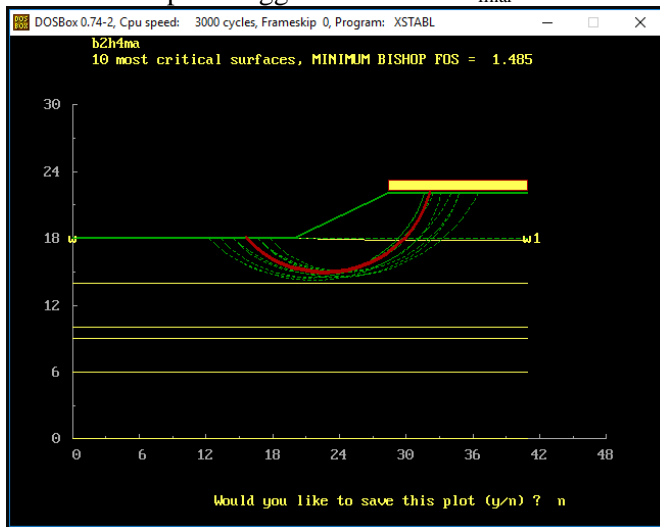 DOSBox 0.74-2, Cpu speed: 3000 cycles, Frameskip 0, Program: XSTABL
b2h4ma
10 most critical surfaces, MINIMUM BISHOP FOS = 1.485
30
24
18
w
w1
12
6
0
0 6 12 18 24 30 36 42 48
Would you like to save this plot (y/n) ? n